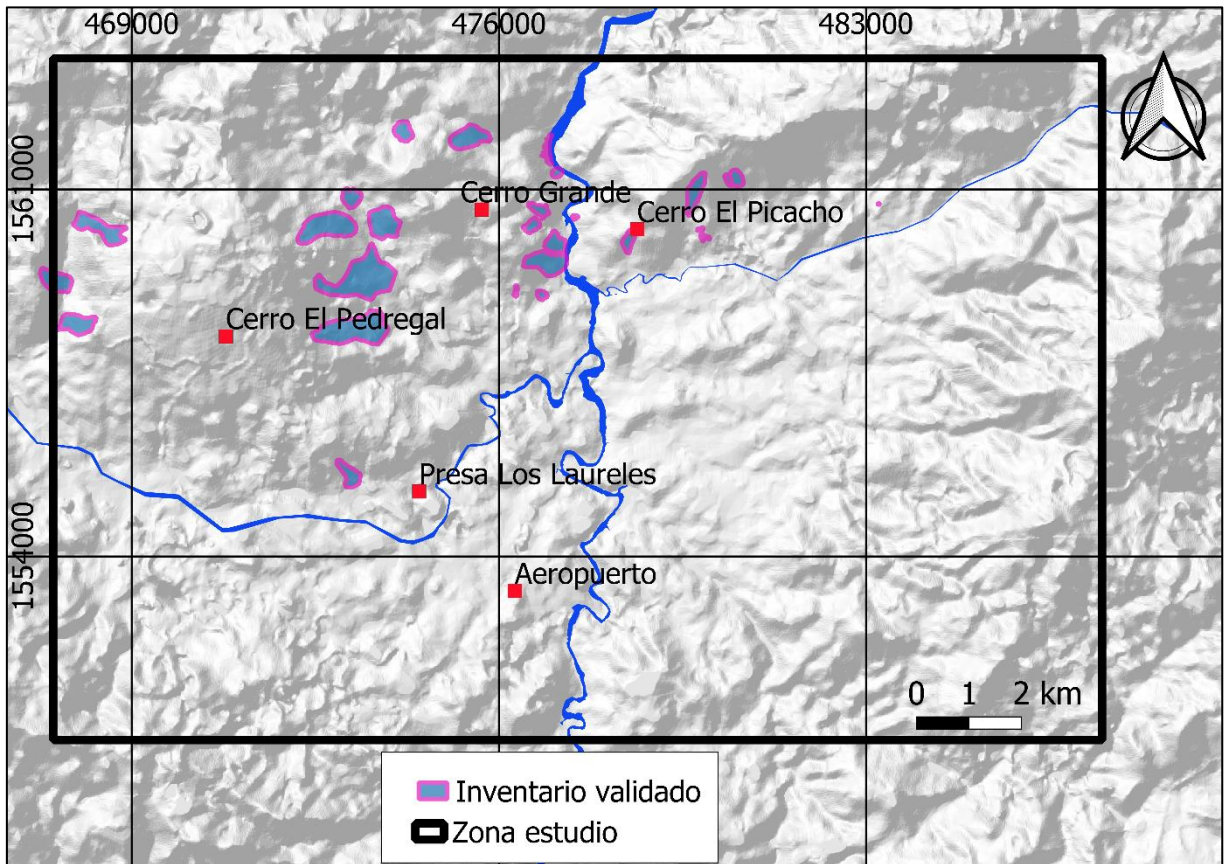 469000
476000
483000
1561000
Cerro Grande
Cerro El Picacho
Cerro El Pedregal
Presa Los Laureles
1554000
Aeropuerto
0 1 2 km
Inventario validado
Zona estudio